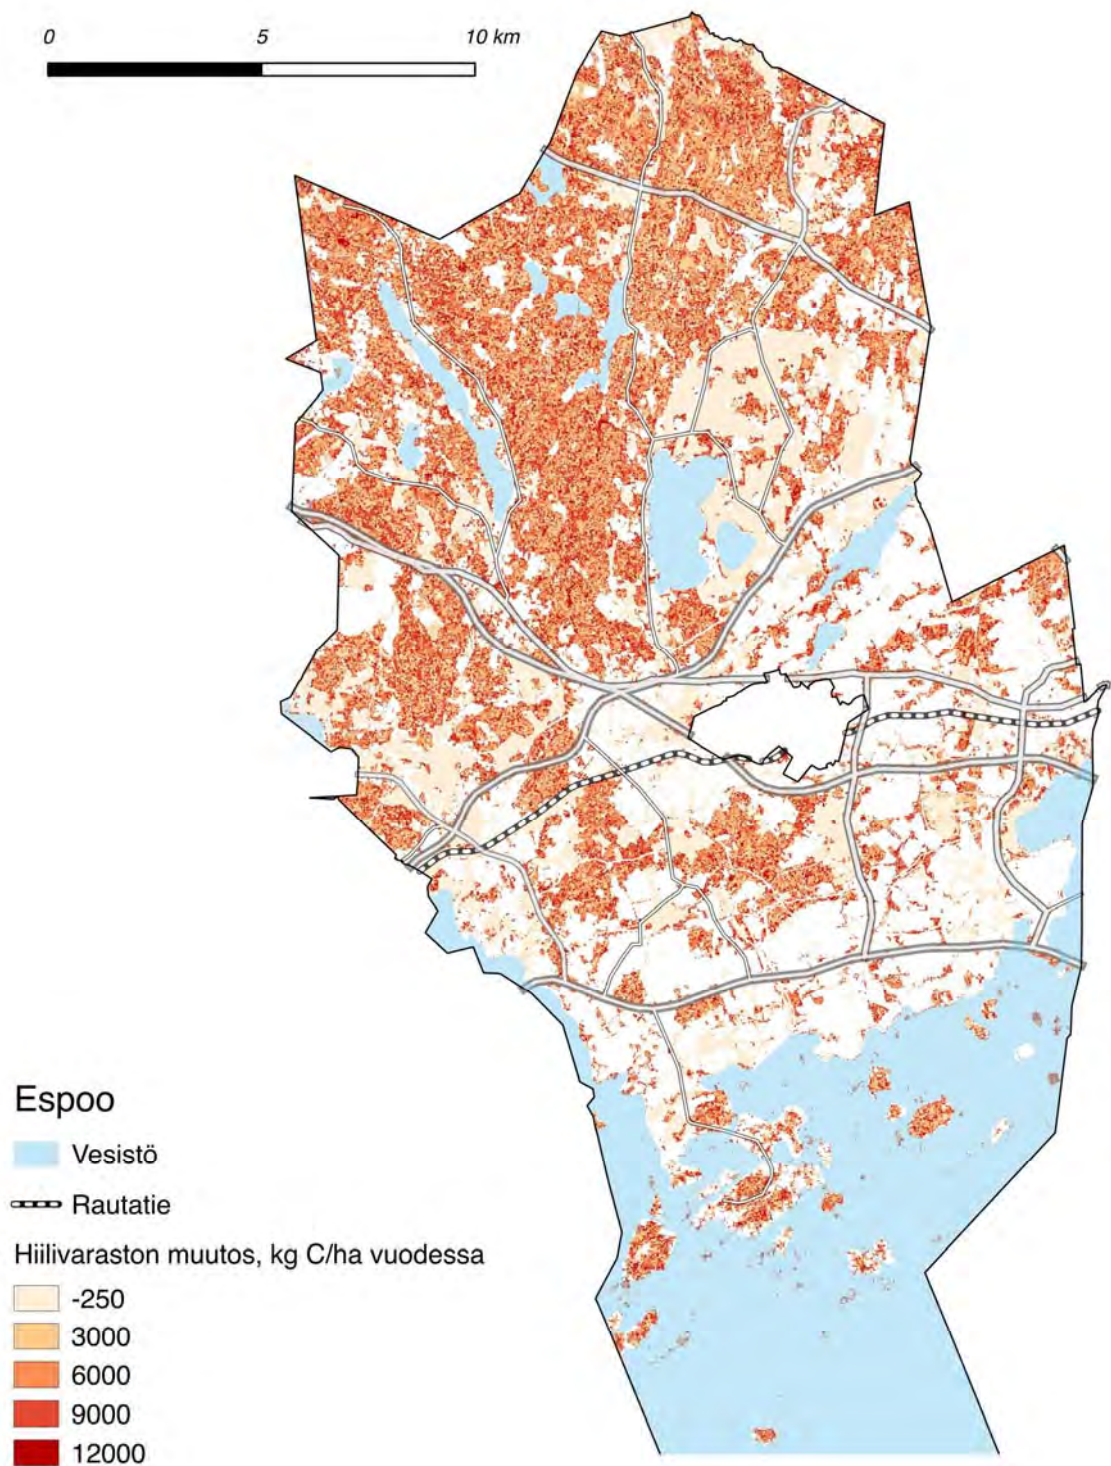 0 5 10 km
Espoo
Vesistö
Rautatie
Hiilivaraston muutos, kg C/ha vuodessa
-250
3000
6000
9000
12000